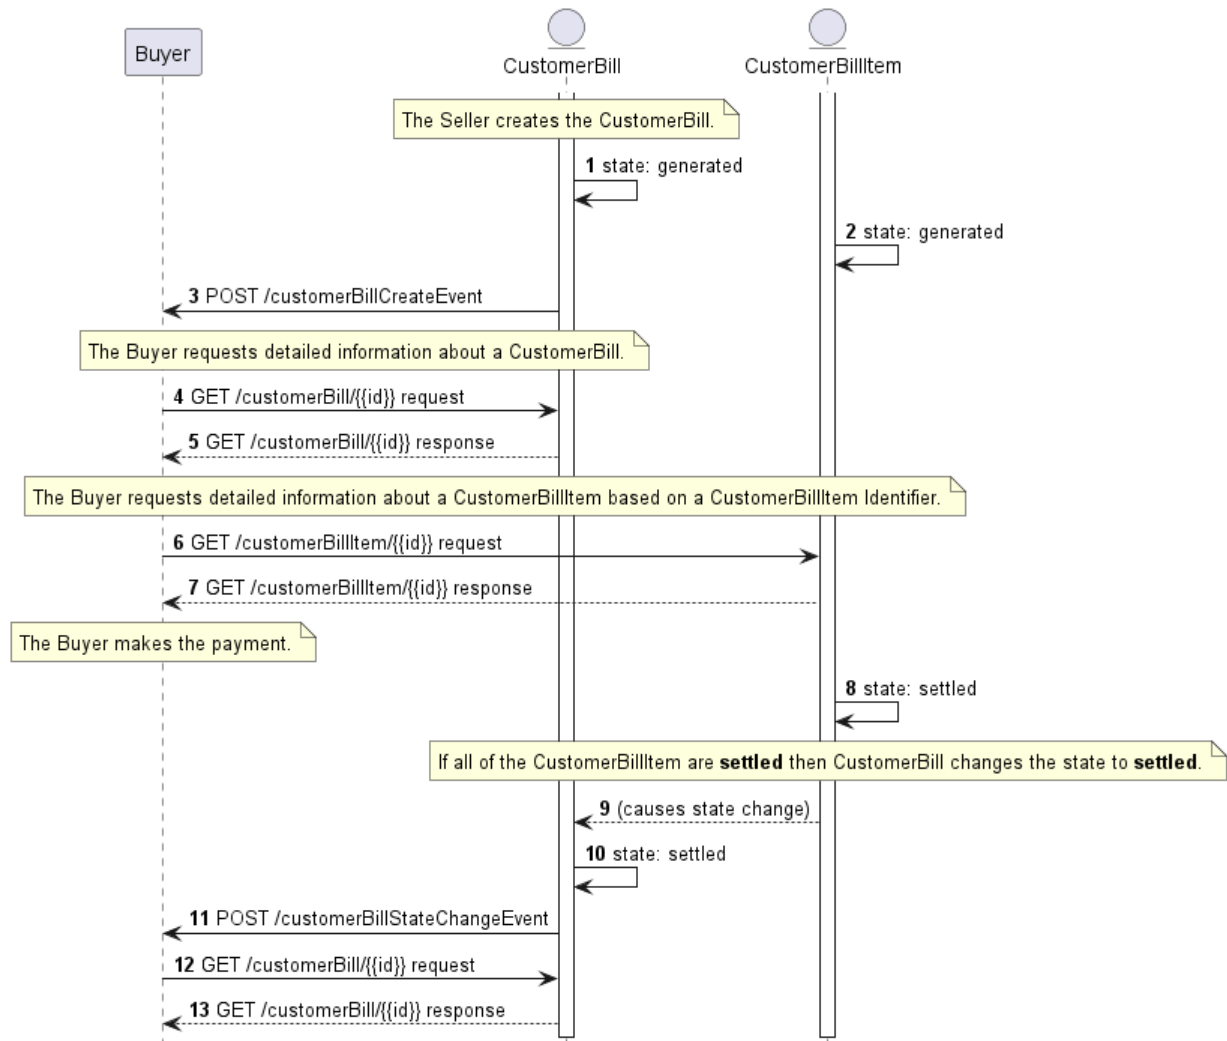 Buyer
CustomerBill
CustomerBillItem
The Seller creates the CustomerBill.
1 state: generated
2 state: generated
3 POST /customerBillCreateEvent
The Buyer requests detailed information about a CustomerBill.
4 GET /customerBill/{{id}} request
5 GET /customerBill/{{id}} response
The Buyer requests detailed information about a CustomerBillItem based on a CustomerBillItem Identifier.
6 GET /customerBillItem/{{id}} request
7 GET /customerBillItem/{{id}} response
The Buyer makes the payment.
8 state: settled
If all of the CustomerBillItem are settled then CustomerBill changes the state to settled.
9 (causes state change)
10 state: settled
11 POST /customerBillStateChangeEvent
12 GET /customerBill/{{id}} request
13 GET /customerBill/{{id}} response